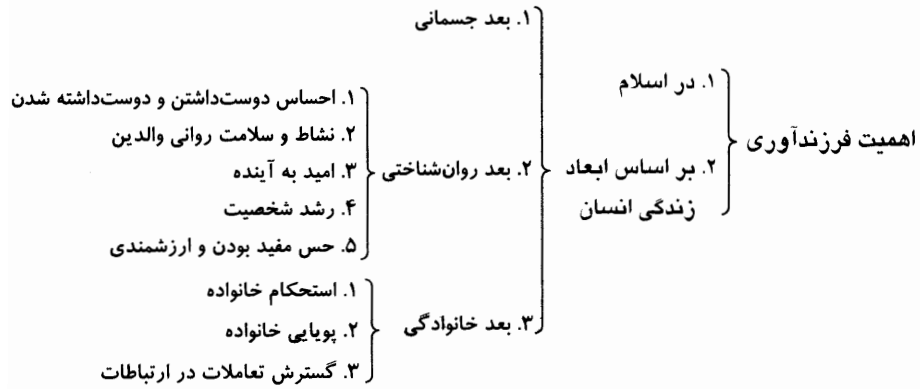 اهمیت فرزندآوری
۱. در اسلام
۲. بر اساس ابعاد
زندگی انسان
۱. بعد جسمانی
۲. بعد روان‌شناختی
۱. احساس دوست‌داشتن و دوست‌داشته شدن
۲. نشاط و سلامت روانی والدین
۳. امید به آینده
۴. رشد شخصیت
۵. حس مفید بودن و ارزشمندی
۳. بعد خانوادگی
۱. استحکام خانواده
۲. پویایی خانواده
۳. گسترش تعاملات در ارتباطات